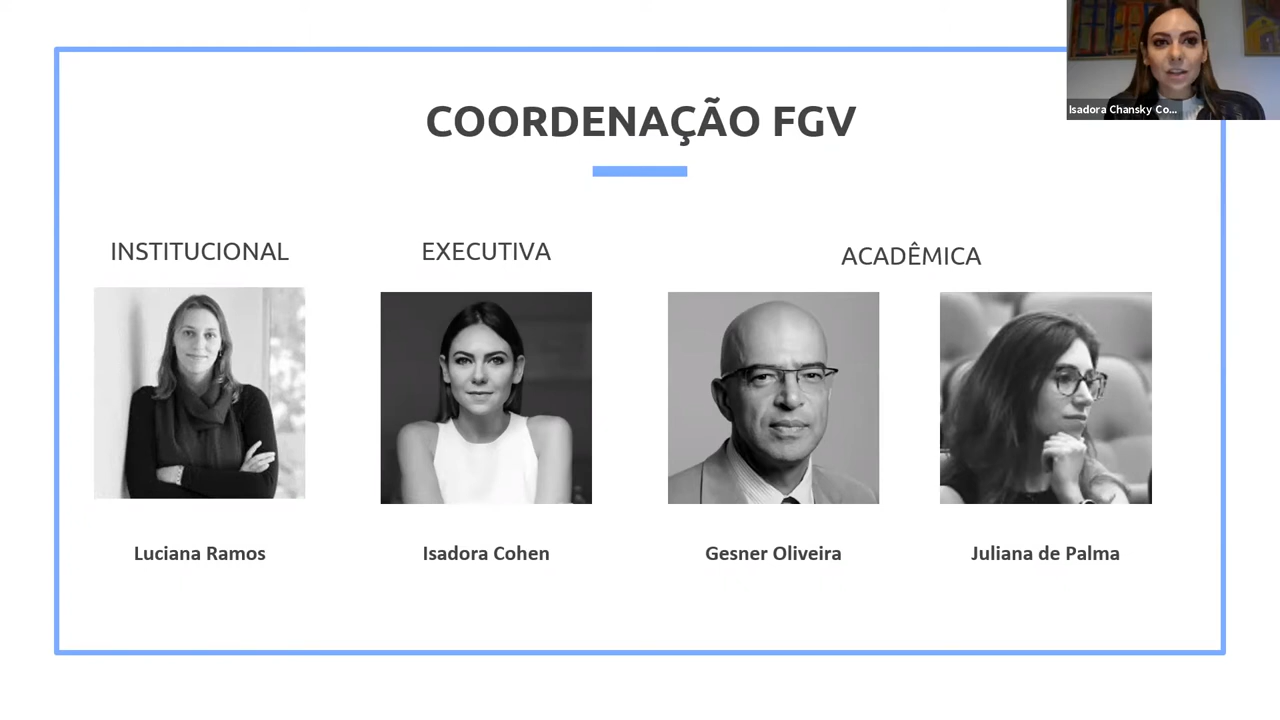 Isadora Chansky Co...
COORDENAÇÃO FGV
INSTITUCIONAL
EXECUTIVA
ACADÊMICA
Luciana Ramos
Isadora Cohen
Gesner Oliveira
Juliana de Palma